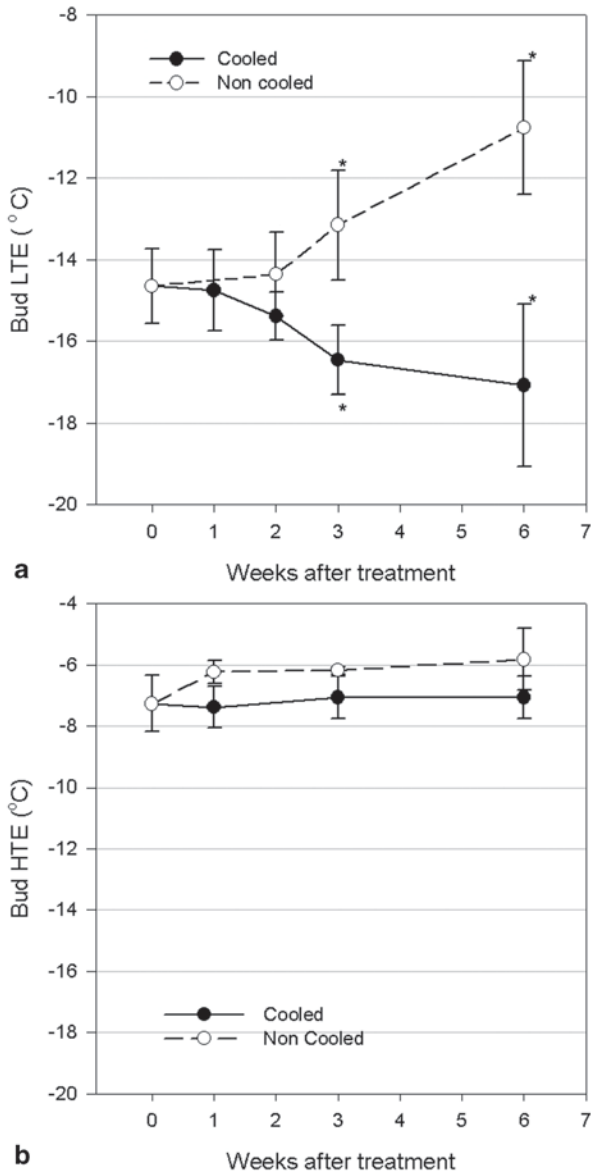 -8
-10
-12
-14
-16
-18
-20
Bud LTE (°C)
Cooled
Non cooled
*
*
*
*
0 1 2 3 4 5 6 7
a
Weeks after treatment
-4
-6
-8
-10
-12
-14
-16
-18
-20
Bud HTE (°C)
Cooled
Non Cooled
0 1 2 3 4 5 6 7
b
Weeks after treatment